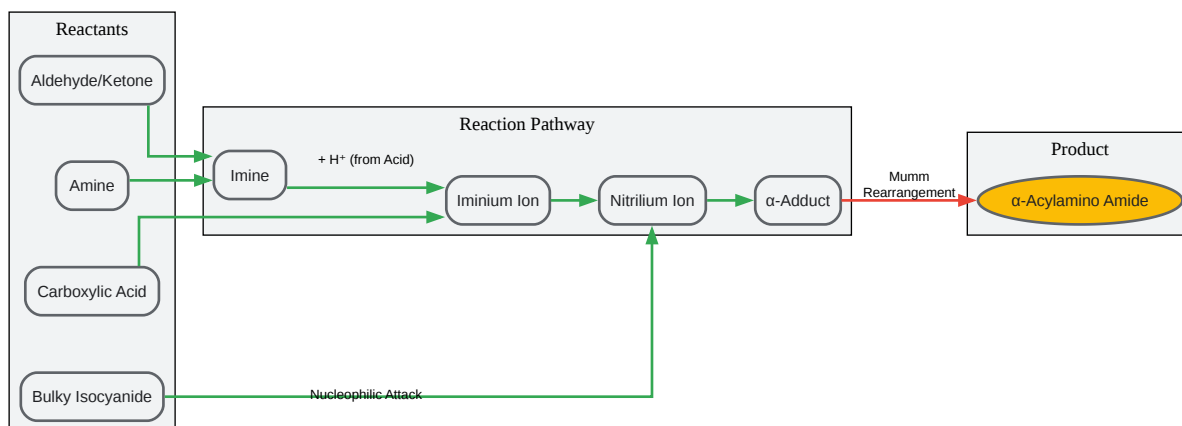 Reactants
Aldehyde/Ketone
Amine
Carboxylic Acid
Bulky Isocyanide
Reaction Pathway
Imine
+ H⁺ (from Acid)
Iminium Ion
Nitrilium Ion
α-Adduct
Nucleophilic Attack
Mumm
Rearrangement
Product
α-Acylamino Amide